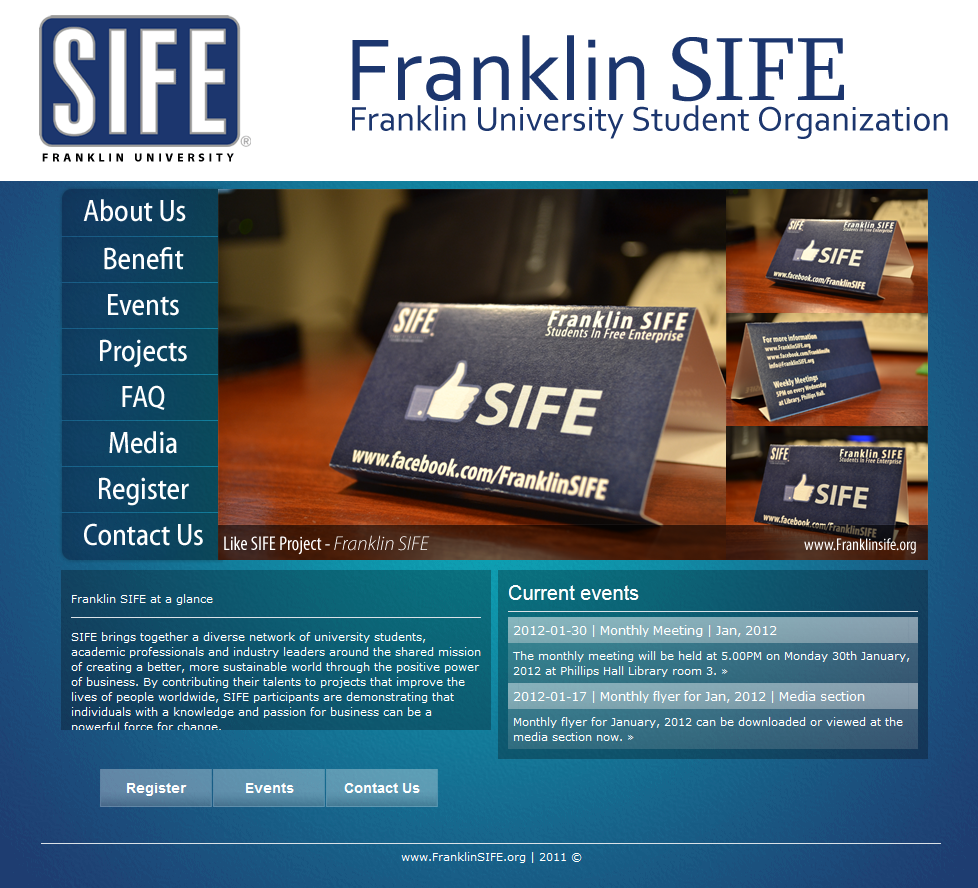 SIFE
®
FRANKLIN UNIVERSITY
Franklin SIFE
Franklin University Student Organization
About Us
Benefit
Events
Projects
FAQ
Media
Register
Contact Us
SIFE
Franklin SIFE
Students In Free Enterprise
SIFE
www.facebook.com/FranklinSIFE
SIFE
Franklin SIFE
Students In Free Enterprise
SIFE
www.facebook.com/FranklinSIFE
For more information
www.FranklinSIFE.org
www.facebook.com/franklinsife
info@FranklinSIFE.org
Weekly Meetings
5PM on every Wednesday
at Library, Phillips Hall.
SIFE
Franklin SIFE
Students In Free Enterprise
SIFE
www.facebook.com/FranklinSIFE
Like SIFE Project - Franklin SIFE
www.Franklinsife.org
Franklin SIFE at a glance
SIFE brings together a diverse network of university students,
academic professionals and industry leaders around the shared mission
of creating a better, more sustainable world through the positive power
of business. By contributing their talents to projects that improve the
lives of people worldwide, SIFE participants are demonstrating that
individuals with a knowledge and passion for business can be a
powerful force for change.
Current events
2012-01-30 | Monthly Meeting | Jan, 2012
The monthly meeting will be held at 5.00PM on Monday 30th January,
2012 at Phillips Hall Library room 3. »
2012-01-17 | Monthly flyer for Jan, 2012 | Media section
Monthly flyer for January, 2012 can be downloaded or viewed at the
media section now. »
Register
Events
Contact Us
www.FranklinSIFE.org | 2011 ©